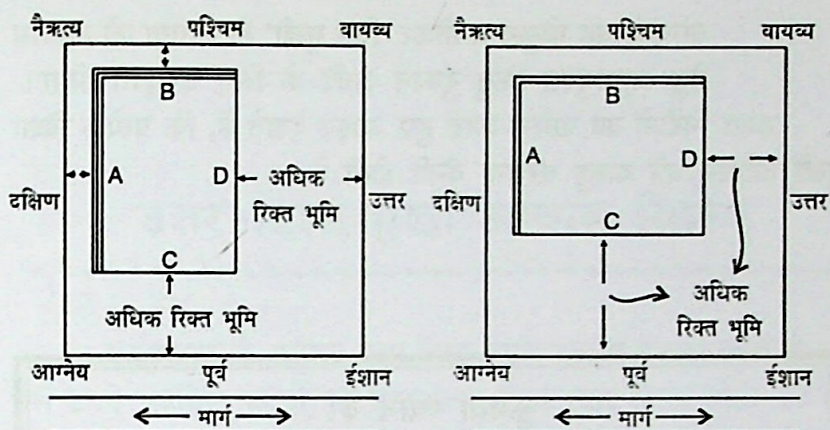 नैऋत्य पश्चिम वायव्य
B
A
D
दक्षिण
अधिक
रिक्त भूमि
उत्तर
C
अधिक रिक्त भूमि
आग्नेय पूर्व ईशान
मार्ग
नैऋत्य पश्चिम वायव्य
B
A
D
दक्षिण
उत्तर
C
अधिक
रिक्त भूमि
आग्नेय पूर्व ईशान
मार्ग